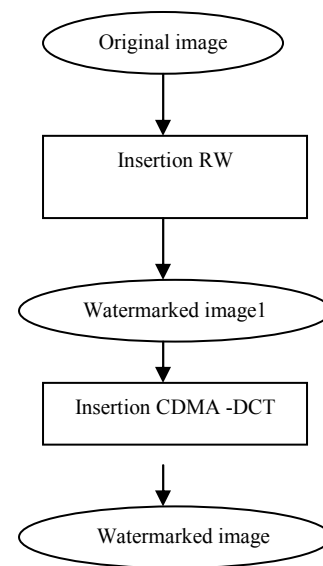 Original image
Insertion RW
Watermarked image1
Insertion CDMA -DCT
Watermarked image